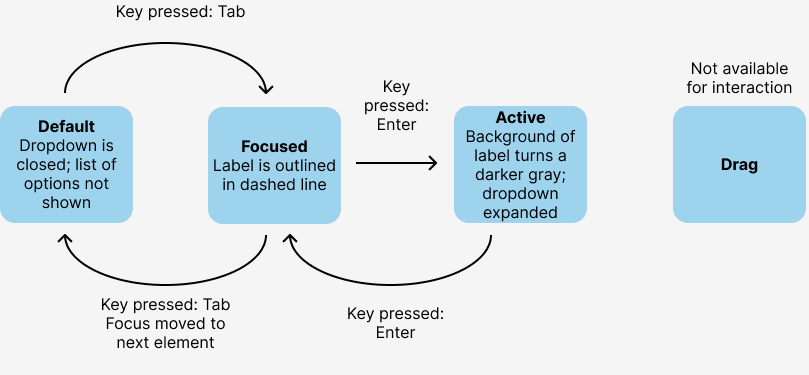 Key pressed: Tab
Default
Dropdown is
closed; list of
options not
shown
Focused
Label is outlined
in dashed line
Key
pressed:
Enter
Active
Background of
label turns a
darker gray;
dropdown
expanded
Not available
for interaction
Drag
Key pressed: Tab
Focus moved to
next element
Key pressed:
Enter